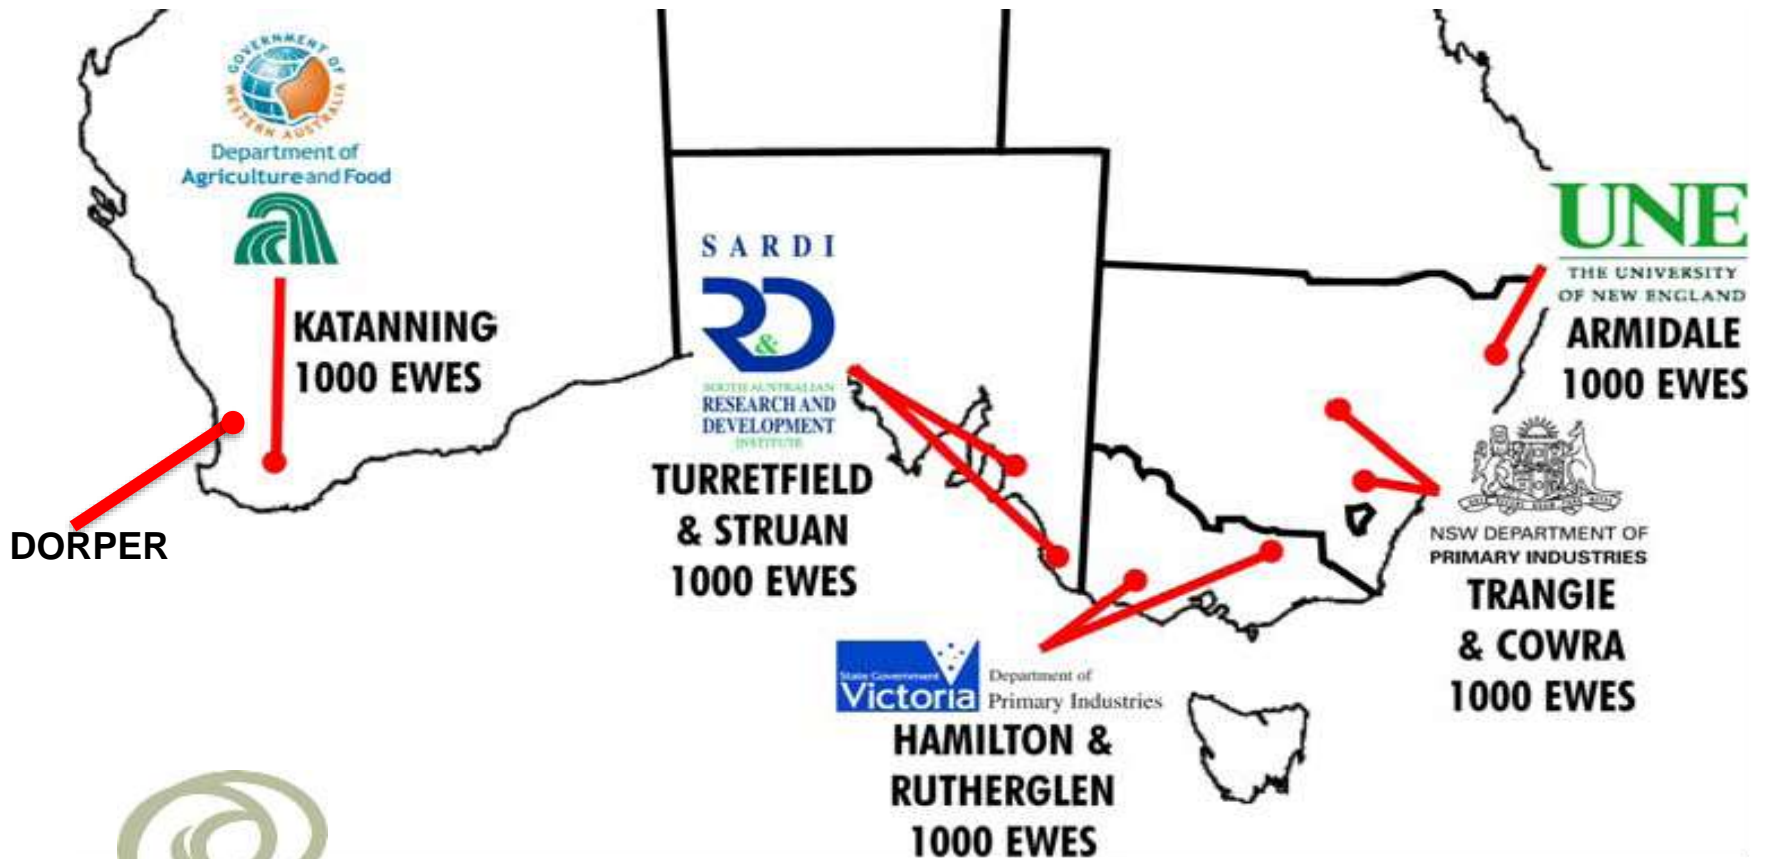 GOVERNMENT OF
WESTERN AUSTRALIA
Department of
Agriculture and Food
KATANNING
1000 EWES
DORPER
SARDI
R&D
SOUTH AUSTRALIAN
RESEARCH AND
DEVELOPMENT
INSTITUTE
TURRETFIELD
& STRUAN
1000 EWES
State Government
Victoria
Department of
Primary Industries
HAMILTON &
RUTHERGLEN
1000 EWES
UNE
THE UNIVERSITY
OF NEW ENGLAND
ARMIDALE
1000 EWES
NSW DEPARTMENT OF
PRIMARY INDUSTRIES
TRANGIE
& COWRA
1000 EWES